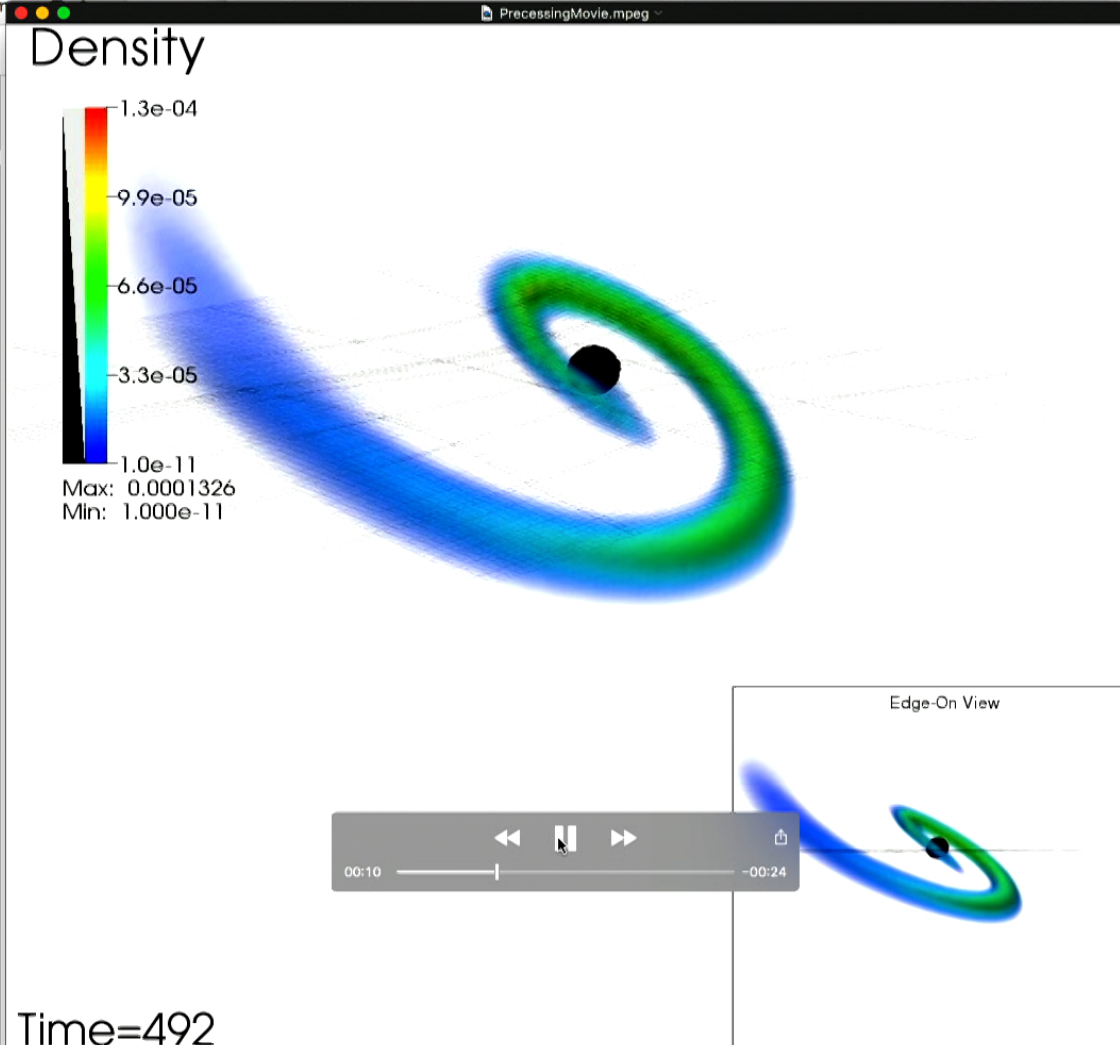 PrecessingMovie.mpeg
Density
1.3e-04
9.9e-05
6.6e-05
3.3e-05
1.0e-11
Max: 0.0001326
Min: 1.000e-11
Edge-On View
00:10
-00:24
Time=492